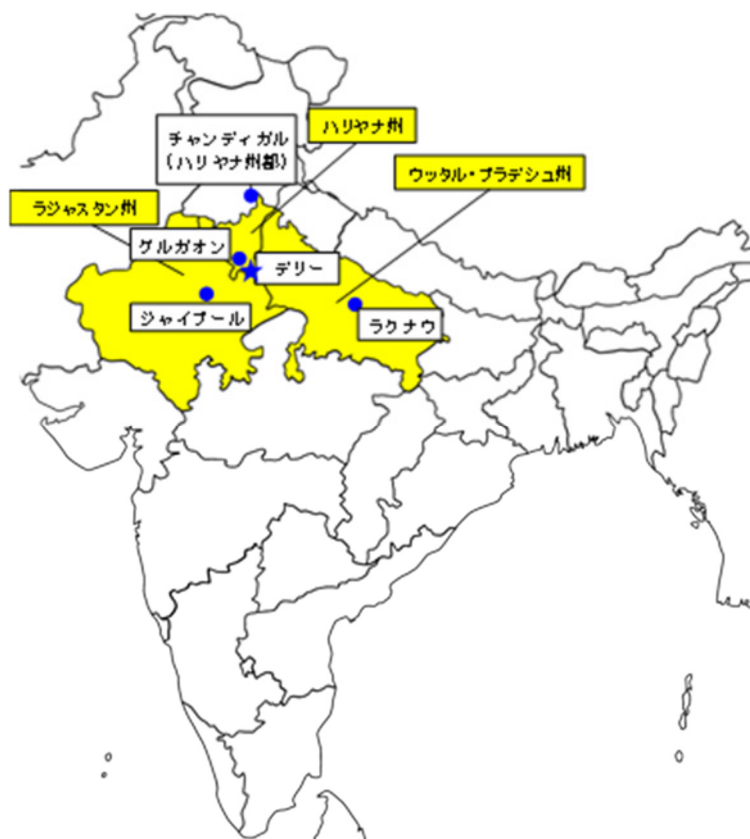 ハリヤナ州
チャンディガル
(ハリヤナ州都)
ウッタル・プラデシュ州
ラジャスタン州
グルガオン
デリー
ジャイプール
ラクナウ